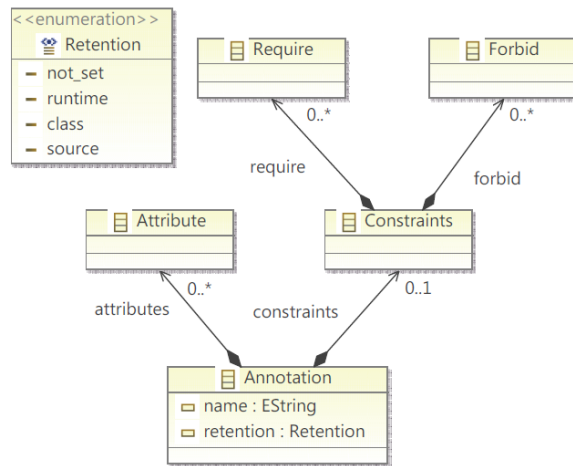 <<enumeration>>
Retention
not_set
runtime
class
source
Require
Forbid
0..*
0..*
require
forbid
Attribute
Constraints
0..*
0..1
attributes
constraints
Annotation
name : EString
retention : Retention